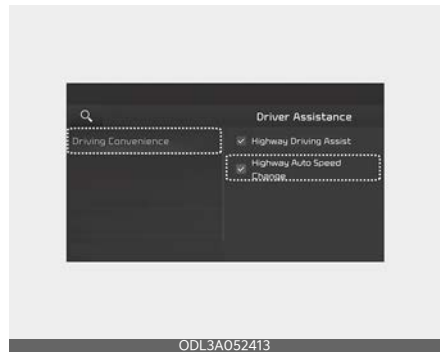 Driver Assistance
Driving Convenience
Highway Driving Assist
Highway Auto Speed
Change
ODL3A052413